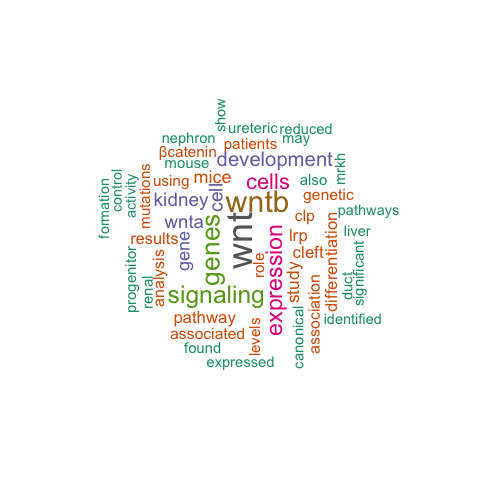 show
ureteric
reduced
nephron
patients
may
βcatenin
development
mouse
mice
cells
also
mrkh
using
mutations
control
activity
formation
kidney
cell
wntb
genetic
clp
pathways
wnta
genes
wnt
expression
lrp
differentiation
liver
results
gene
cleft
role
study
analysis
progenitor
renal
signaling
duct
significant
pathway
association
identified
associated
levels
canonical
found
expressed